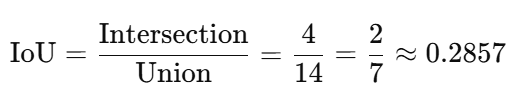 IoU = Intersection / Union = 4 / 14 = 2 / 7 ≈ 0.2857